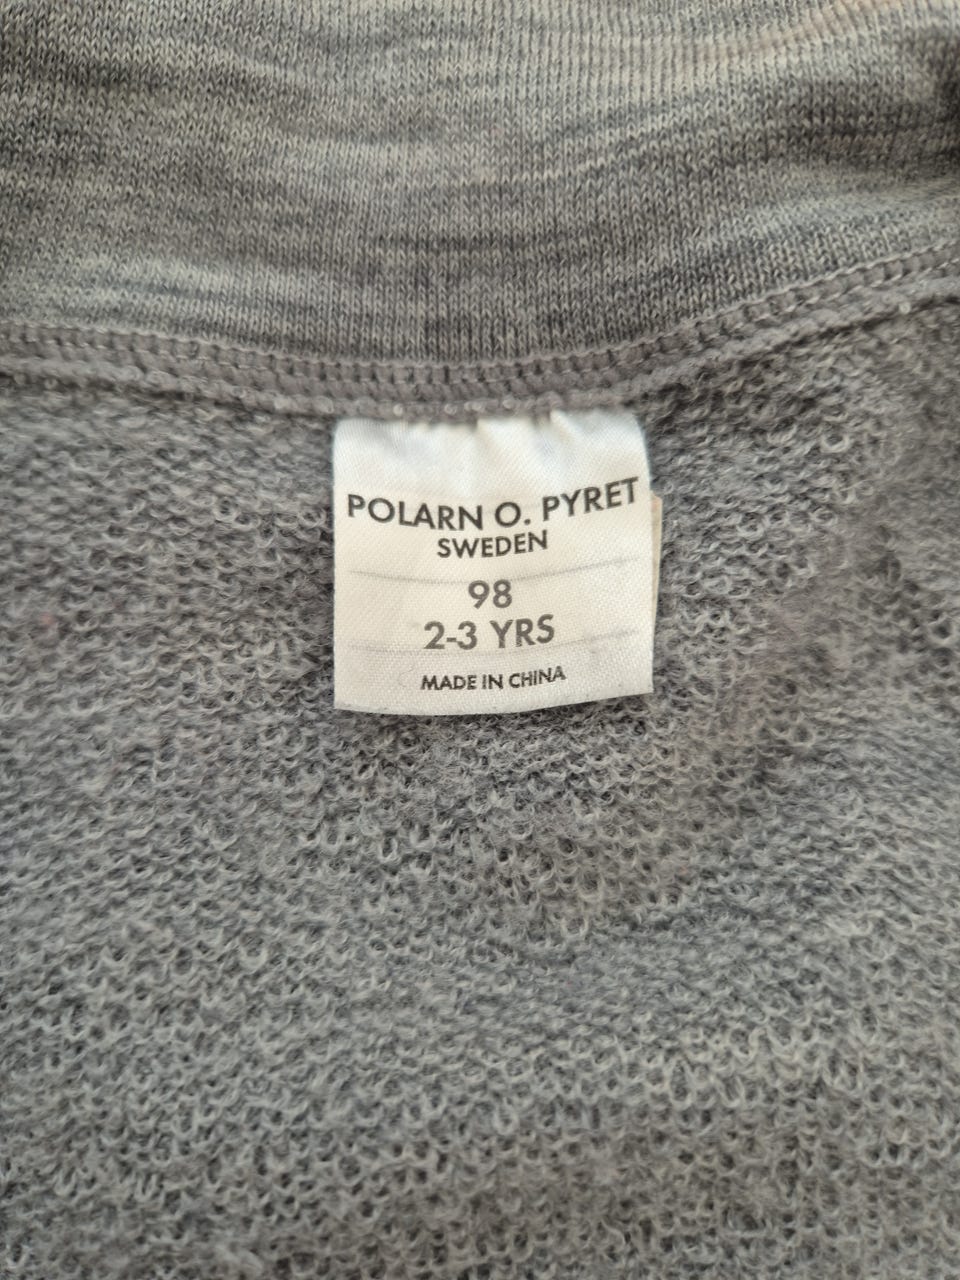 POLARN O. PYRET
SWEDEN
98
2-3 YRS
MADE IN CHINA